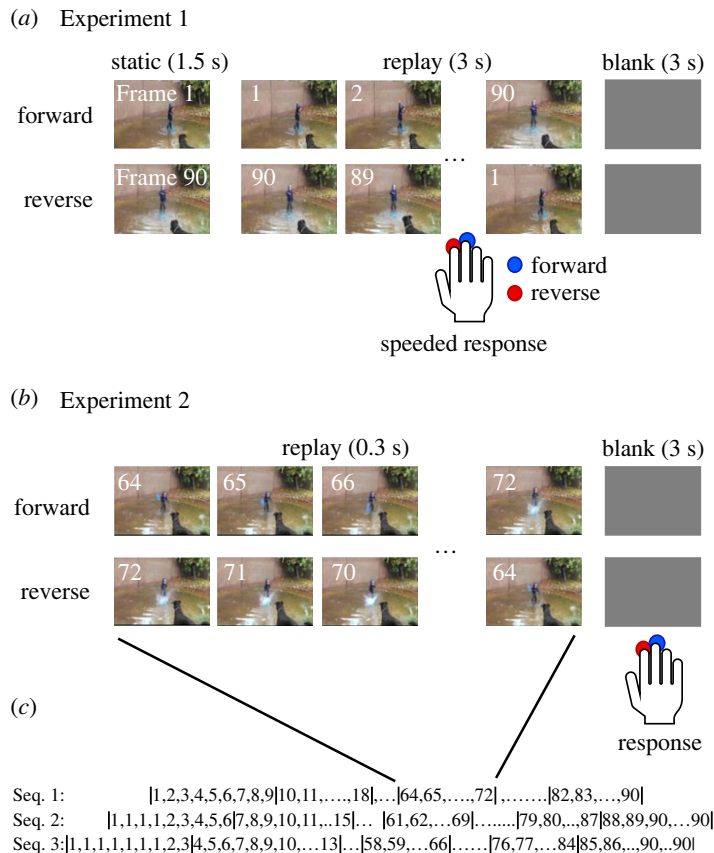 (a) Experiment 1
static (1.5 s) replay (3 s) blank (3 s)
forward Frame 1 1 2 90
...
reverse Frame 90 90 89 1
forward
reverse
speeded response
(b) Experiment 2
replay (0.3 s) blank (3 s)
forward 64 65 66 72
...
reverse 72 71 70 64
(c)
response
Seq. 1: |1,2,3,4,5,6,7,8,9|10,11,....,18|,...|64,65,....,72| ,.......|82,83,...,90|
Seq. 2: |1,1,1,1,2,3,4,5,6|7,8,9,10,11,..15|... |61,62,...69|....... |79,80,...,87|88,89,90,...90|
Seq. 3:|1,1,1,1,1,1,1,2,3|4,5,6,7,8,9,10,...13|...|58,59,...66|......|76,77,...84|85,86,..,90,..90|